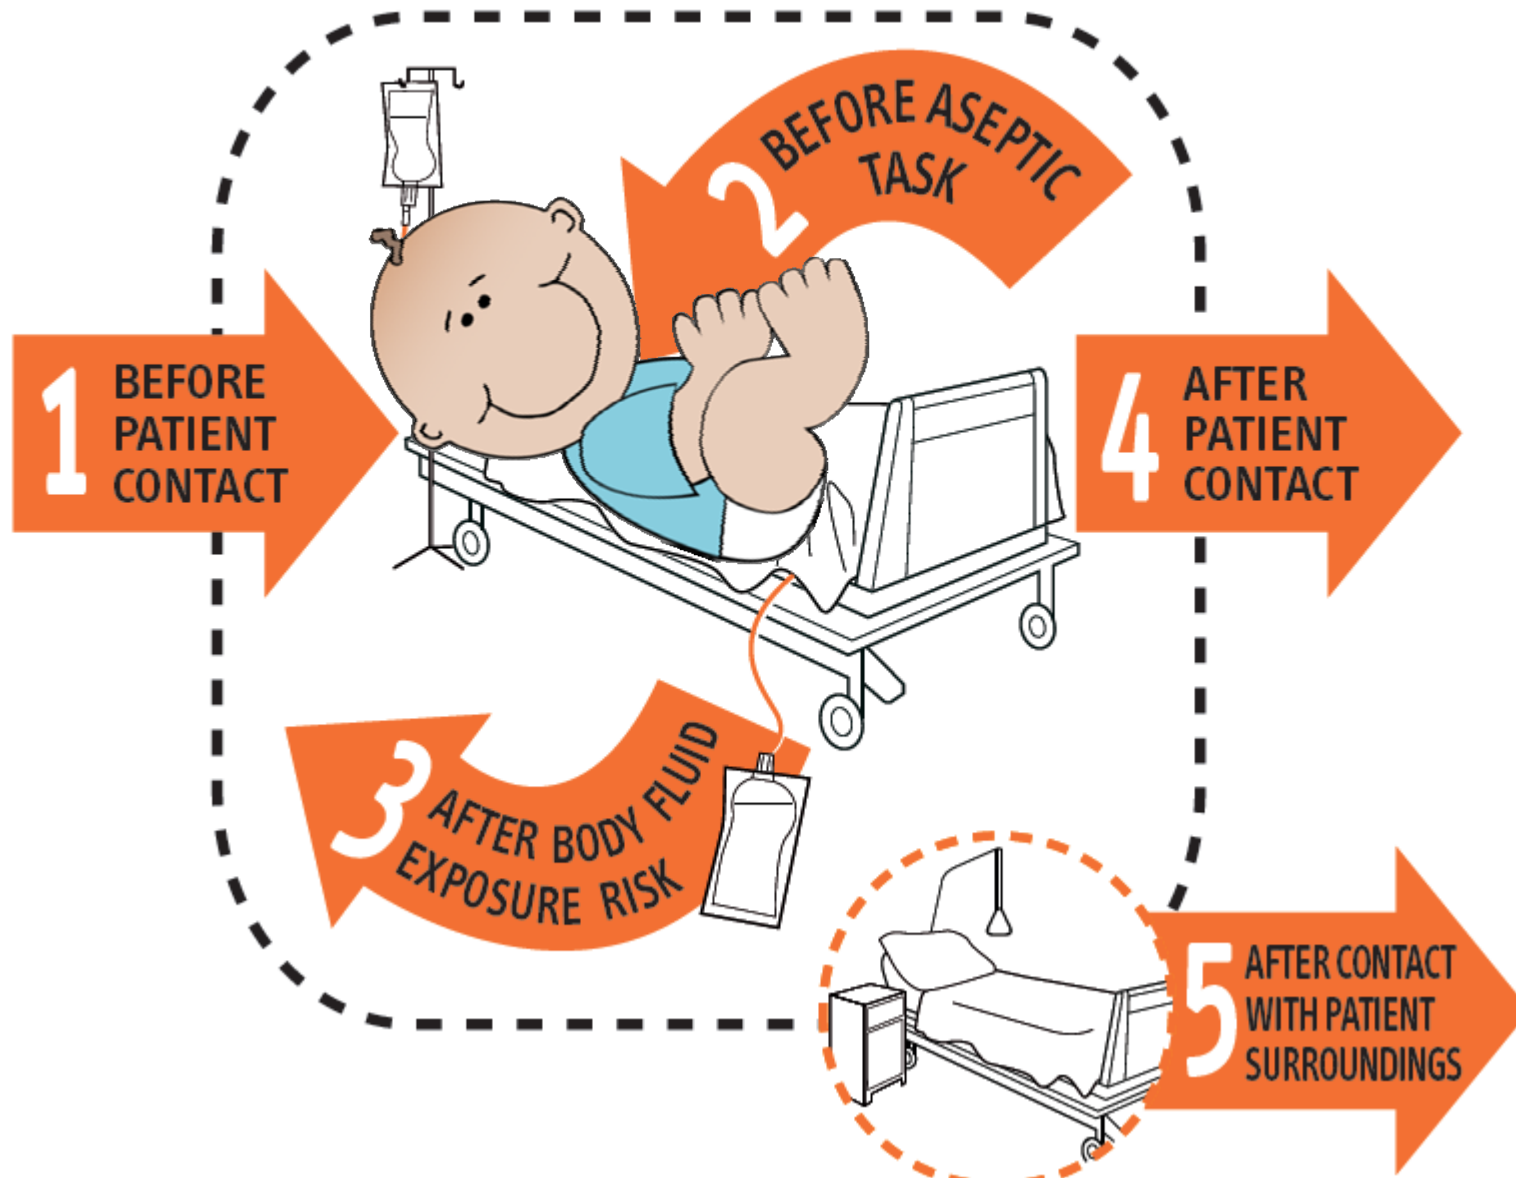 1 BEFORE
PATIENT
CONTACT
2 BEFORE ASEPTIC
TASK
3 AFTER BODY FLUID
EXPOSURE RISK
4 AFTER
PATIENT
CONTACT
5 AFTER CONTACT
WITH PATIENT
SURROUNDINGS